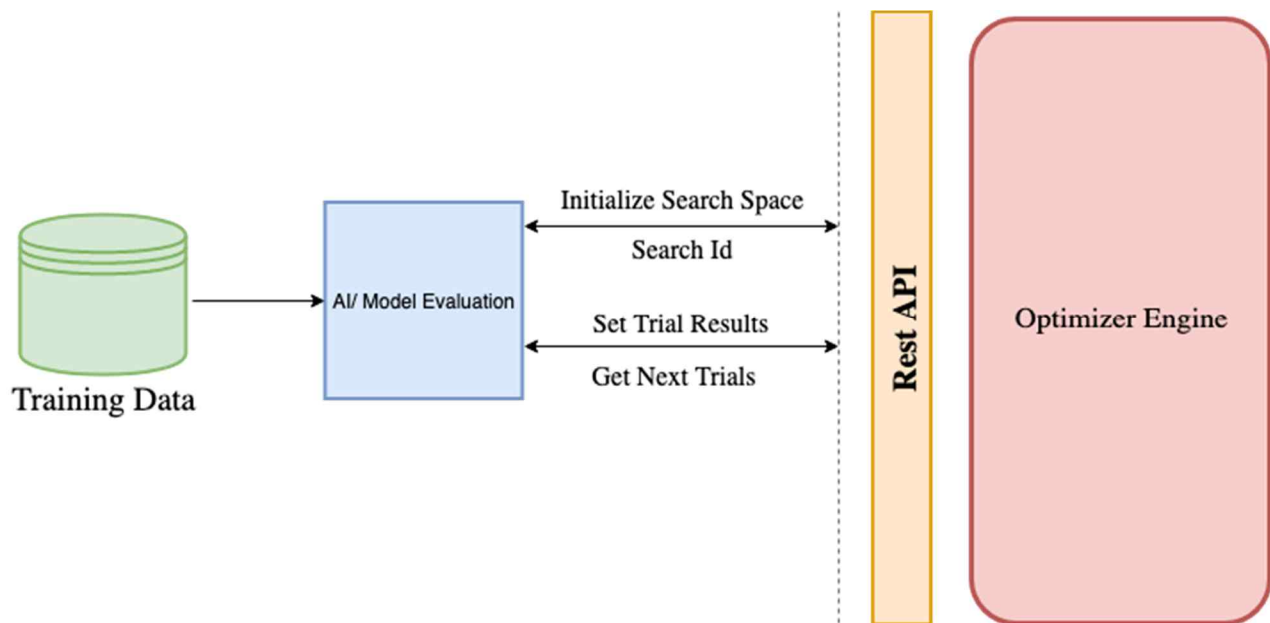 Training Data
AI/ Model Evaluation
Initialize Search Space
Search Id
Set Trial Results
Get Next Trials
Rest API
Optimizer Engine